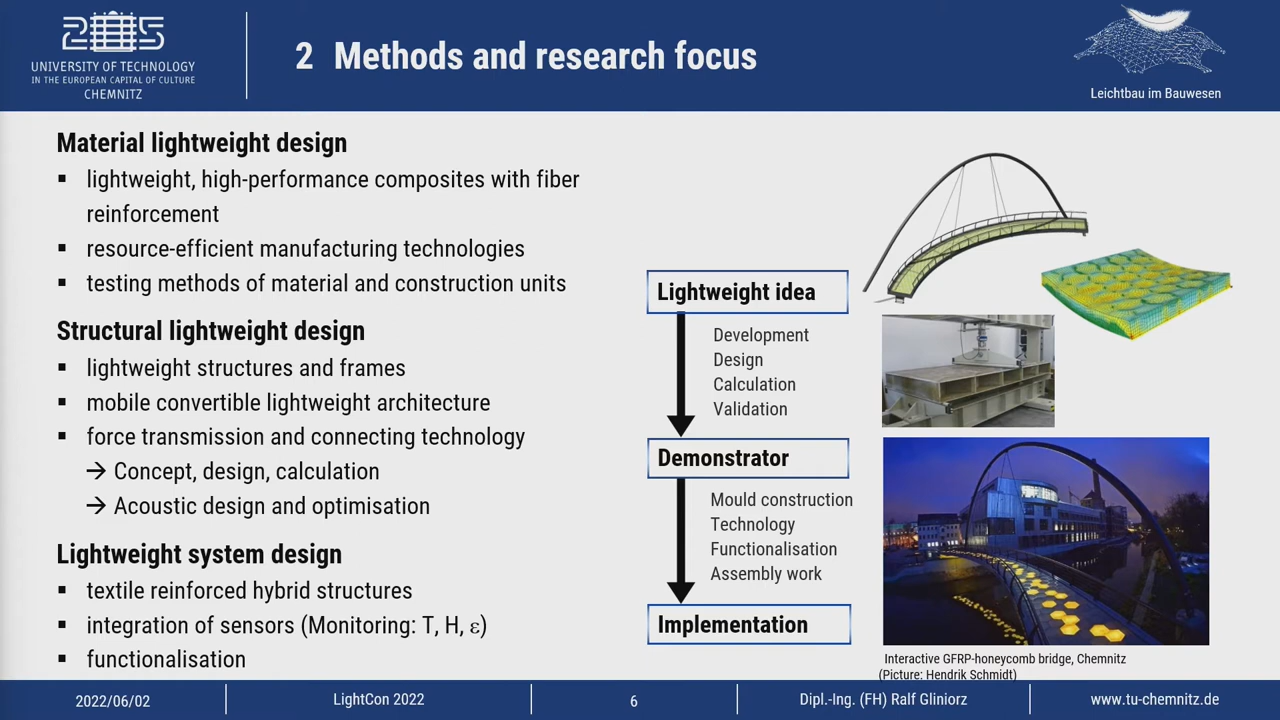 2 Methods and research focus
UNIVERSITY OF TECHNOLOGY
IN THE EUROPEAN CAPITAL OF CULTURE
CHEMNITZ
Leichtbau im Bauwesen
Material lightweight design
▪ lightweight, high-performance composites with fiber
reinforcement
▪ resource-efficient manufacturing technologies
▪ testing methods of material and construction units
Structural lightweight design
▪ lightweight structures and frames
▪ mobile convertible lightweight architecture
▪ force transmission and connecting technology
→ Concept, design, calculation
→ Acoustic design and optimisation
Lightweight system design
▪ textile reinforced hybrid structures
▪ integration of sensors (Monitoring: T, H, ε)
▪ functionalisation
Lightweight idea
Development
Design
Calculation
Validation
Demonstrator
Mould construction
Technology
Functionalisation
Assembly work
Implementation
Interactive GFRP-honeycomb bridge, Chemnitz
(Picture: Hendrik Schmidt)
2022/06/02
LightCon 2022
6
Dipl.-Ing. (FH) Ralf Gliniorz
www.tu-chemnitz.de